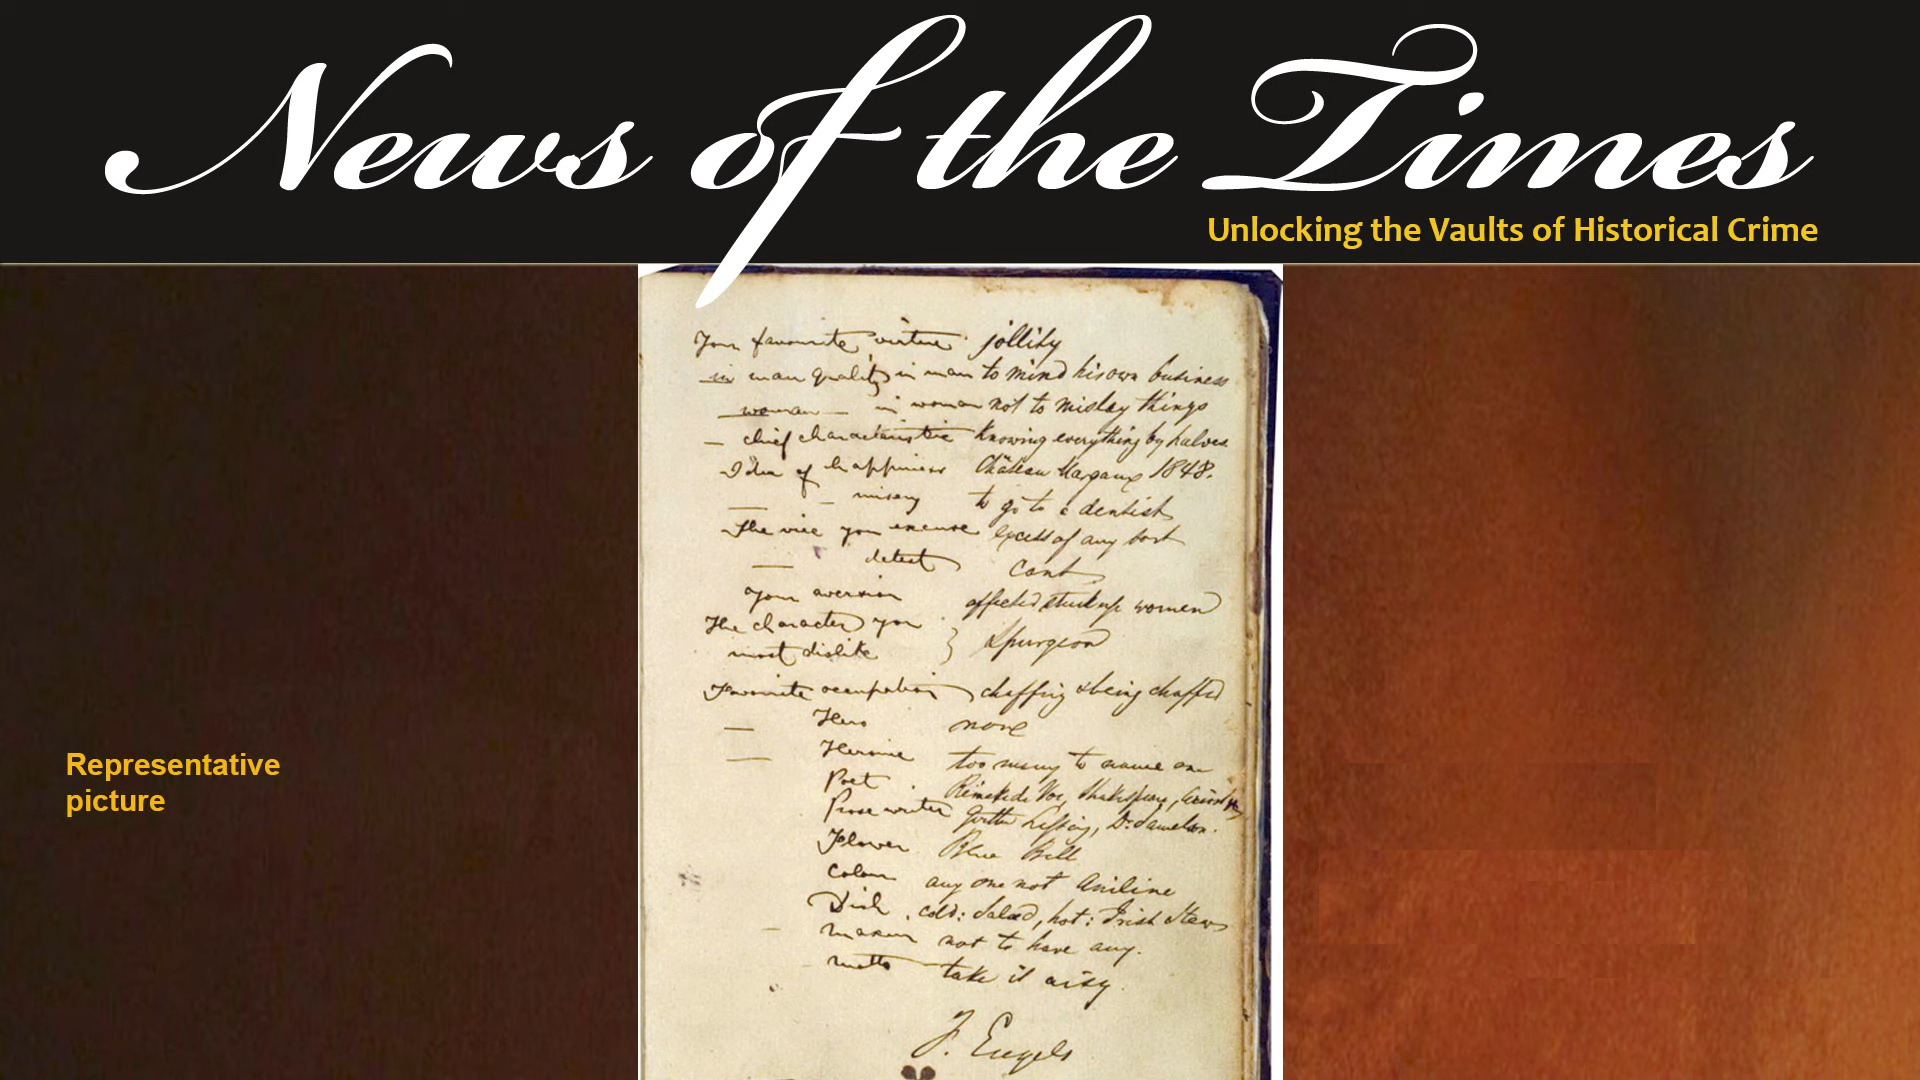 News of the Times
Unlocking the Vaults of Historical Crime
Your favourite virtue jollity
in man quality in man to mind his own business
woman — in woman not to mislay things
— chief characteristic Knowing everything by halves
Idea of happiness Château Margaux 1848.
— — misery to go to a dentist
The vice you excuse excess of any sort
— detest Cant
your aversion affected stuck up women
The character you
most dislike } Spurgeon
Favourite occupation chaffing & being chaffed
— Hero none
— Heroine too many to name one
Representative
picture
Poet Shakespeare,
Prose writer Goethe Lessing, Dr. Samelson.
Flower Blue Bell
Colour any one not Aniline
Dish cold: Salad, hot: Irish Stew
maxim not to have any.
motto take it aisy.
F. Engels